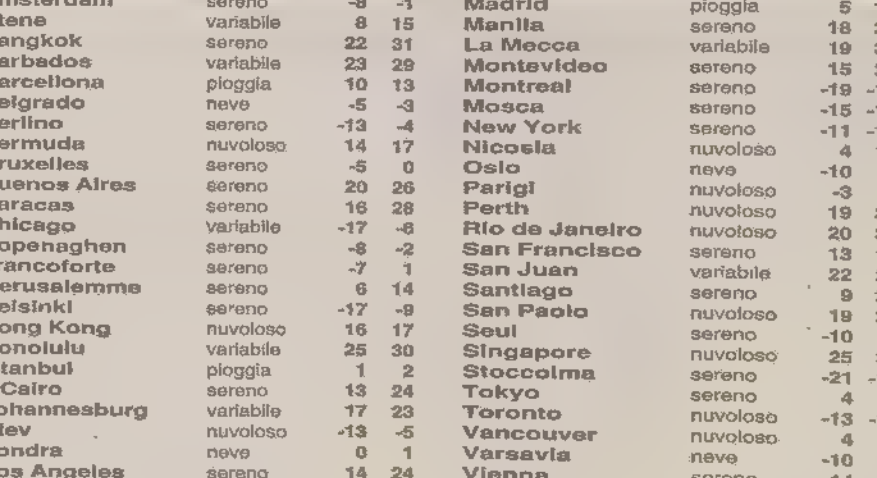 msterdam sereno -8 -1
tene variabile 8 15
angkok sereno 22 31
arbados variabile 23 29
arcellona pioggia 10 13
elgrado neve -5 -3
erlino sereno -13 -4
ermuda nuvoloso 14 17
ruxelles sereno -5 0
uenos Aires sereno 20 26
aracas sereno 16 28
hicago variabile -17 -6
openaghen sereno -8 -2
rancoforte sereno -7 1
erusalemme sereno 6 14
elsinki sereno -17 -9
ong Kong nuvoloso 16 17
onolulu variabile 25 30
tanbul pioggia 1 2
Cairo sereno 13 24
ohannesburg variabile 17 23
iev nuvoloso -13 -5
ondra neve 0 1
os Angeles sereno 14 24
Madrid pioggia 5
Manila sereno 18
La Mecca variabile 19
Montevideo sereno 15
Montreal sereno -19
Mosca sereno -15
New York sereno -11
Nicosia nuvoloso 4
Oslo neve -10
Parigi nuvoloso -3
Perth nuvoloso 19
Rio de Janeiro nuvoloso 20
San Francisco sereno 13
San Juan variabile 22
Santiago sereno 9
San Paolo nuvoloso 19
Seul sereno -10
Singapore nuvoloso 25
Stoccolma sereno -21
Tokyo sereno 4
Toronto nuvoloso -13
Vancouver nuvoloso 4
Varsavia neve -10
Vienna sereno